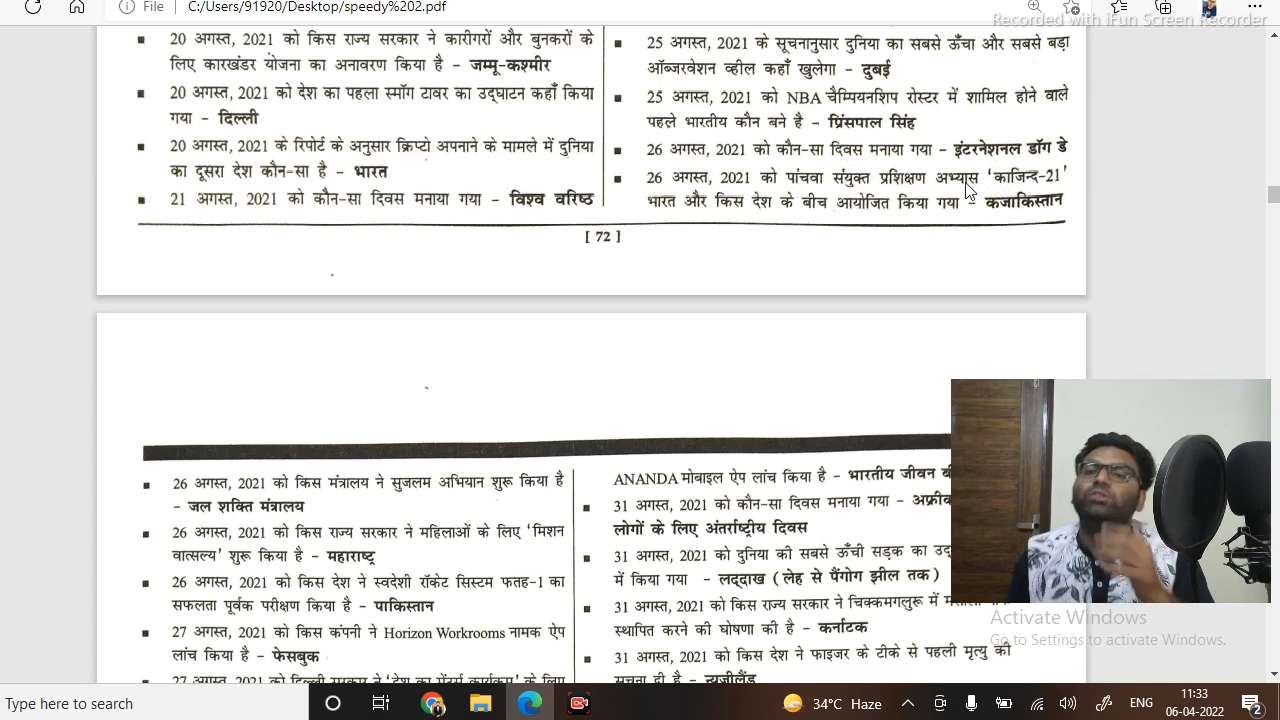 File
C:/Users/91920/Desktop/speedy%202.pdf
Recorded with iFun Screen Recorder
20 अगस्त, 2021 को किस राज्य सरकार ने कारीगरों और बुनकरों के
लिए कारखंडर योजना का अनावरण किया है - जम्मू-कश्मीर
20 अगस्त, 2021 को देश का पहला स्मॉग टावर का उद्घाटन कहाँ किया
गया - दिल्ली
20 अगस्त, 2021 के रिपोर्ट के अनुसार क्रिप्टो अपनाने के मामले में दुनिया
का दूसरा देश कौन-सा है - भारत
21 अगस्त, 2021 को कौन-सा दिवस मनाया गया - विश्व वरिष्ठ
25 अगस्त, 2021 के सूचनानुसार दुनिया का सबसे ऊँचा और सबसे बड़ा
ऑब्जरवेशन व्हील कहाँ खुलेगा - दुबई
25 अगस्त, 2021 को NBA चैम्पियनशिप रोस्टर में शामिल होने वाले
पहले भारतीय कौन बने है - प्रिंसपाल सिंह
26 अगस्त, 2021 को कौन-सा दिवस मनाया गया - इंटरनेशनल डॉग डे
26 अगस्त, 2021 को पांचवा संयुक्त प्रशिक्षण अभ्यास 'काजिन्द-21'
भारत और किस देश के बीच आयोजित किया गया - कजाकिस्तान
[ 72 ]
26 अगस्त, 2021 को किस मंत्रालय ने सुजलम अभियान शुरू किया है
- जल शक्ति मंत्रालय
26 अगस्त, 2021 को किस राज्य सरकार ने महिलाओं के लिए 'मिशन
वात्सल्य' शुरू किया है - महाराष्ट्र
26 अगस्त, 2021 को किस देश ने स्वदेशी रॉकेट सिस्टम फतह-1 का
सफलता पूर्वक परीक्षण किया है - पाकिस्तान
27 अगस्त, 2021 को किस कंपनी ने Horizon Workrooms नामक ऐप
लांच किया है - फेसबुक
27 अगस्त, 2021 को दिल्ली सरकार ने 'देश का मेंटर्स कार्यक्रम' के लिए
ANANDA मोबाइल ऐप लांच किया है - भारतीय जीवन
31 अगस्त, 2021 को कौन-सा दिवस मनाया गया -
लोगों के लिए अंतर्राष्ट्रीय दिवस
31 अगस्त, 2021 को दुनिया की सबसे ऊँची सड़क का
में किया गया - लद्दाख (लेह से पैंगोग झील तक)
31 अगस्त, 2021 को किस राज्य सरकार ने चिक्कमगलुरू में
स्थापित करने की घोषणा की है - कर्नाटक
31 अगस्त, 2021 को किस देश ने फाइजर के टीके से पहली मृत्यु की
सूचना दी है - न्यूजीलैंड
Activate Windows
Go to Settings to activate Windows.
Type here to search
34°C Haze
ENG
11:33
06-04-2022
2